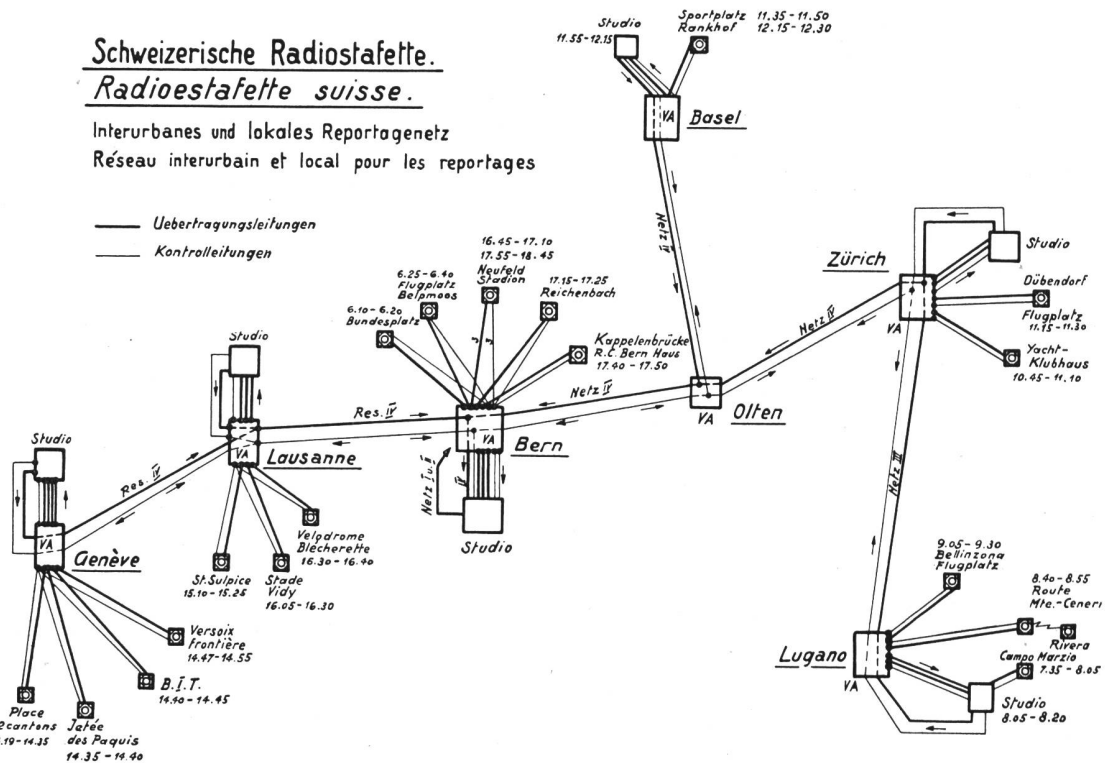 Schweizerische Radiostafette.
Radioestafette suisse.
Interurbanes und lokales Reportagenetz
Réseau interurbain et local pour les reportages
Uebertragungsleitungen
Kontrolleitungen
Studio
11.55-12.15
Sportplatz 11.35-11.50
Rankhof 12.15-12.30
VA
Basel
Netz IV
Zürich
VA
Studio
Dübendorf
Flugplatz
11.15-11.30
Yacht-
Klubhaus
10.45-11.10
Netz IV
Olten
VA
Netz IV
6.10-6.20
Bundesplatz
6.25-6.40
Flugplatz
Belpmoos
16.45-17.10
17.55-18.45
Neufeld
Stadion
17.15-17.25
Reichenbach
Kappelenbrücke
R.C. Bern Haus
17.40-17.50
VA
Bern
Netz I u. II
IV
Studio
Res. IV
Studio
VA
Lausanne
St. Sulpice
15.10-15.25
Stade
Vidy
16.05-16.30
Velodrome
Blecherette
16.30-16.40
Res. IV
Studio
VA
Genève
Versoix
frontière
14.47-14.55
B.I.T.
14.40-14.45
Jetée
des Paquis
14.35-14.40
Place
cantons
19-14.35
Netz III
Lugano
VA
9.05-9.30
Bellinzona
Flugplatz
8.40-8.55
Route
Mte.-Ceneri
Rivera
Campo Marzio
7.35-8.05
Studio
8.05-8.20